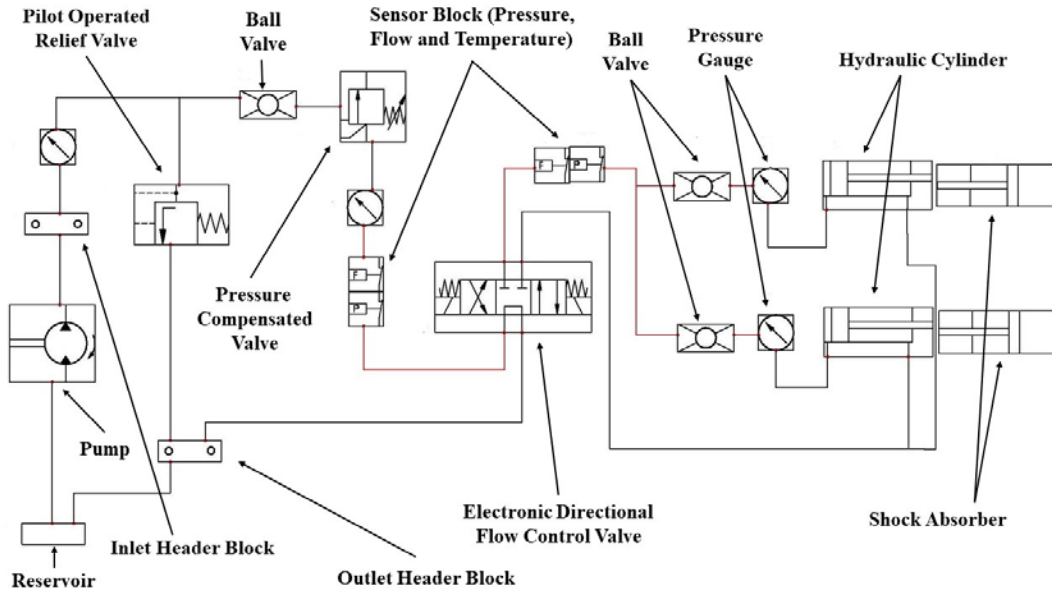 Pilot Operated
Relief Valve
Ball
Valve
Sensor Block (Pressure,
Flow and Temperature)
Ball
Valve
Pressure
Gauge
Hydraulic Cylinder
F
P
F
P
Pressure
Compensated
Valve
Pump
Electronic Directional
Flow Control Valve
Shock Absorber
Inlet Header Block
Reservoir
Outlet Header Block